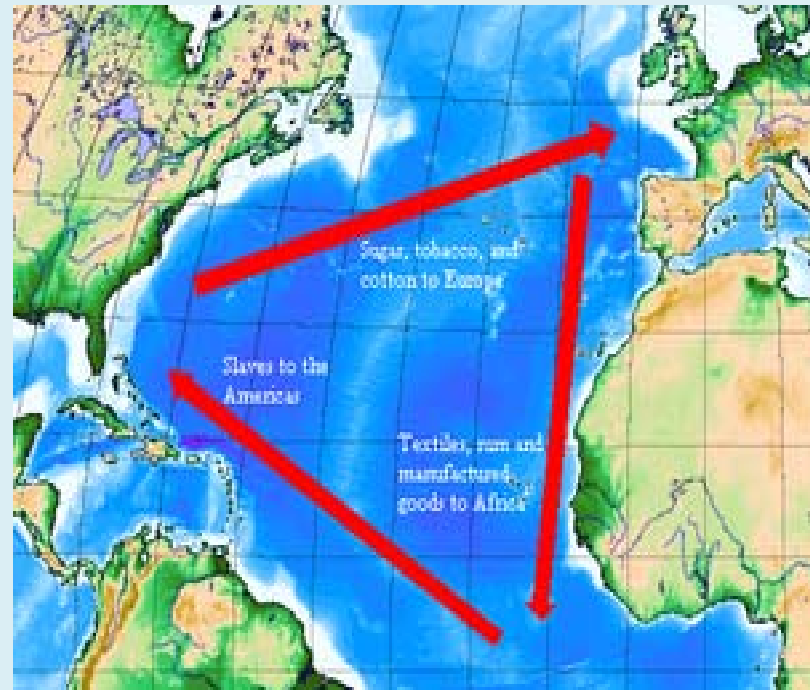 Sugar, tobacco, and
cotton to Europe
Slaves to the
Americas
Textiles, rum and
manufactured
goods to Africa